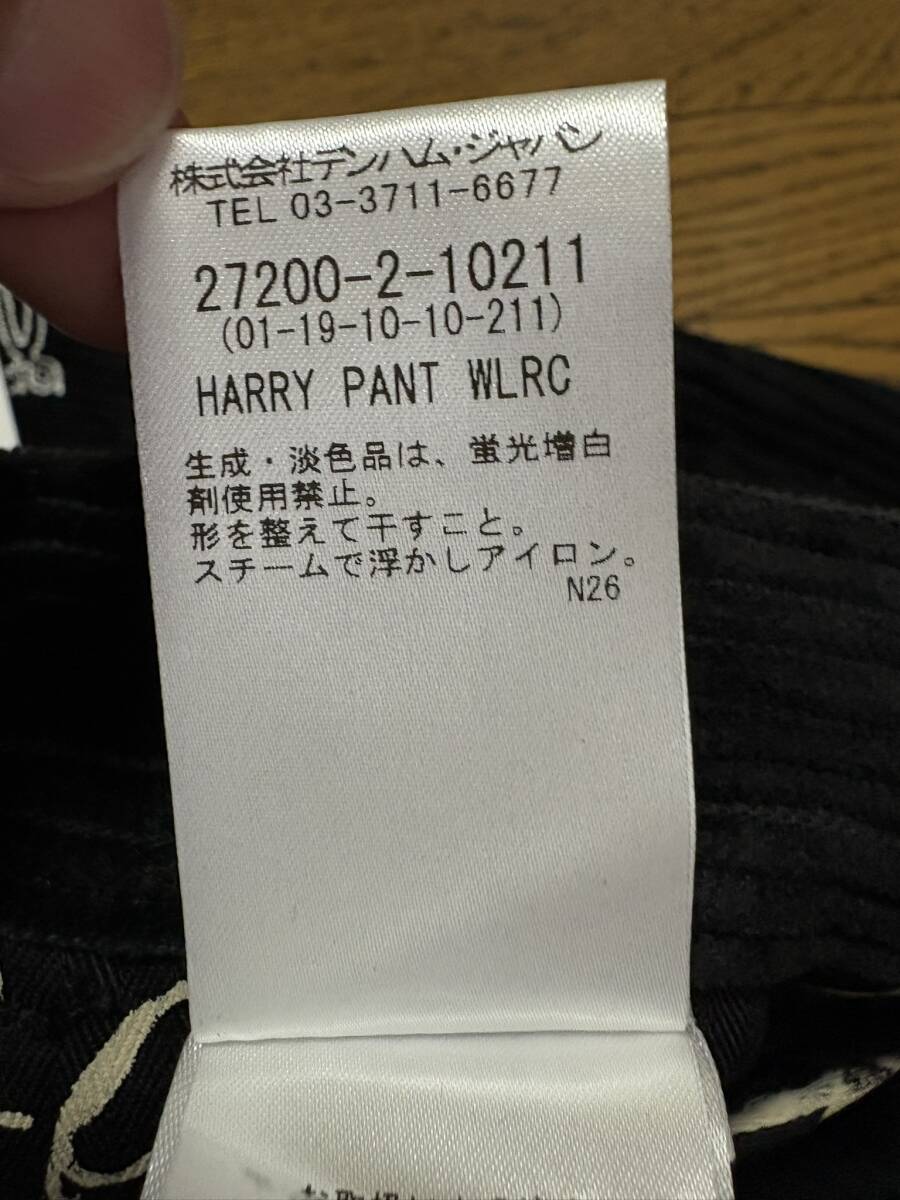 株式会社デンハム・ジャパン
TEL 03-3711-6677
27200-2-10211
(01-19-10-10-211)
HARRY PANT WLRC
生成・淡色品は、蛍光増白
剤使用禁止。
形を整えて干すこと。
スチームで浮かしアイロン。
N26